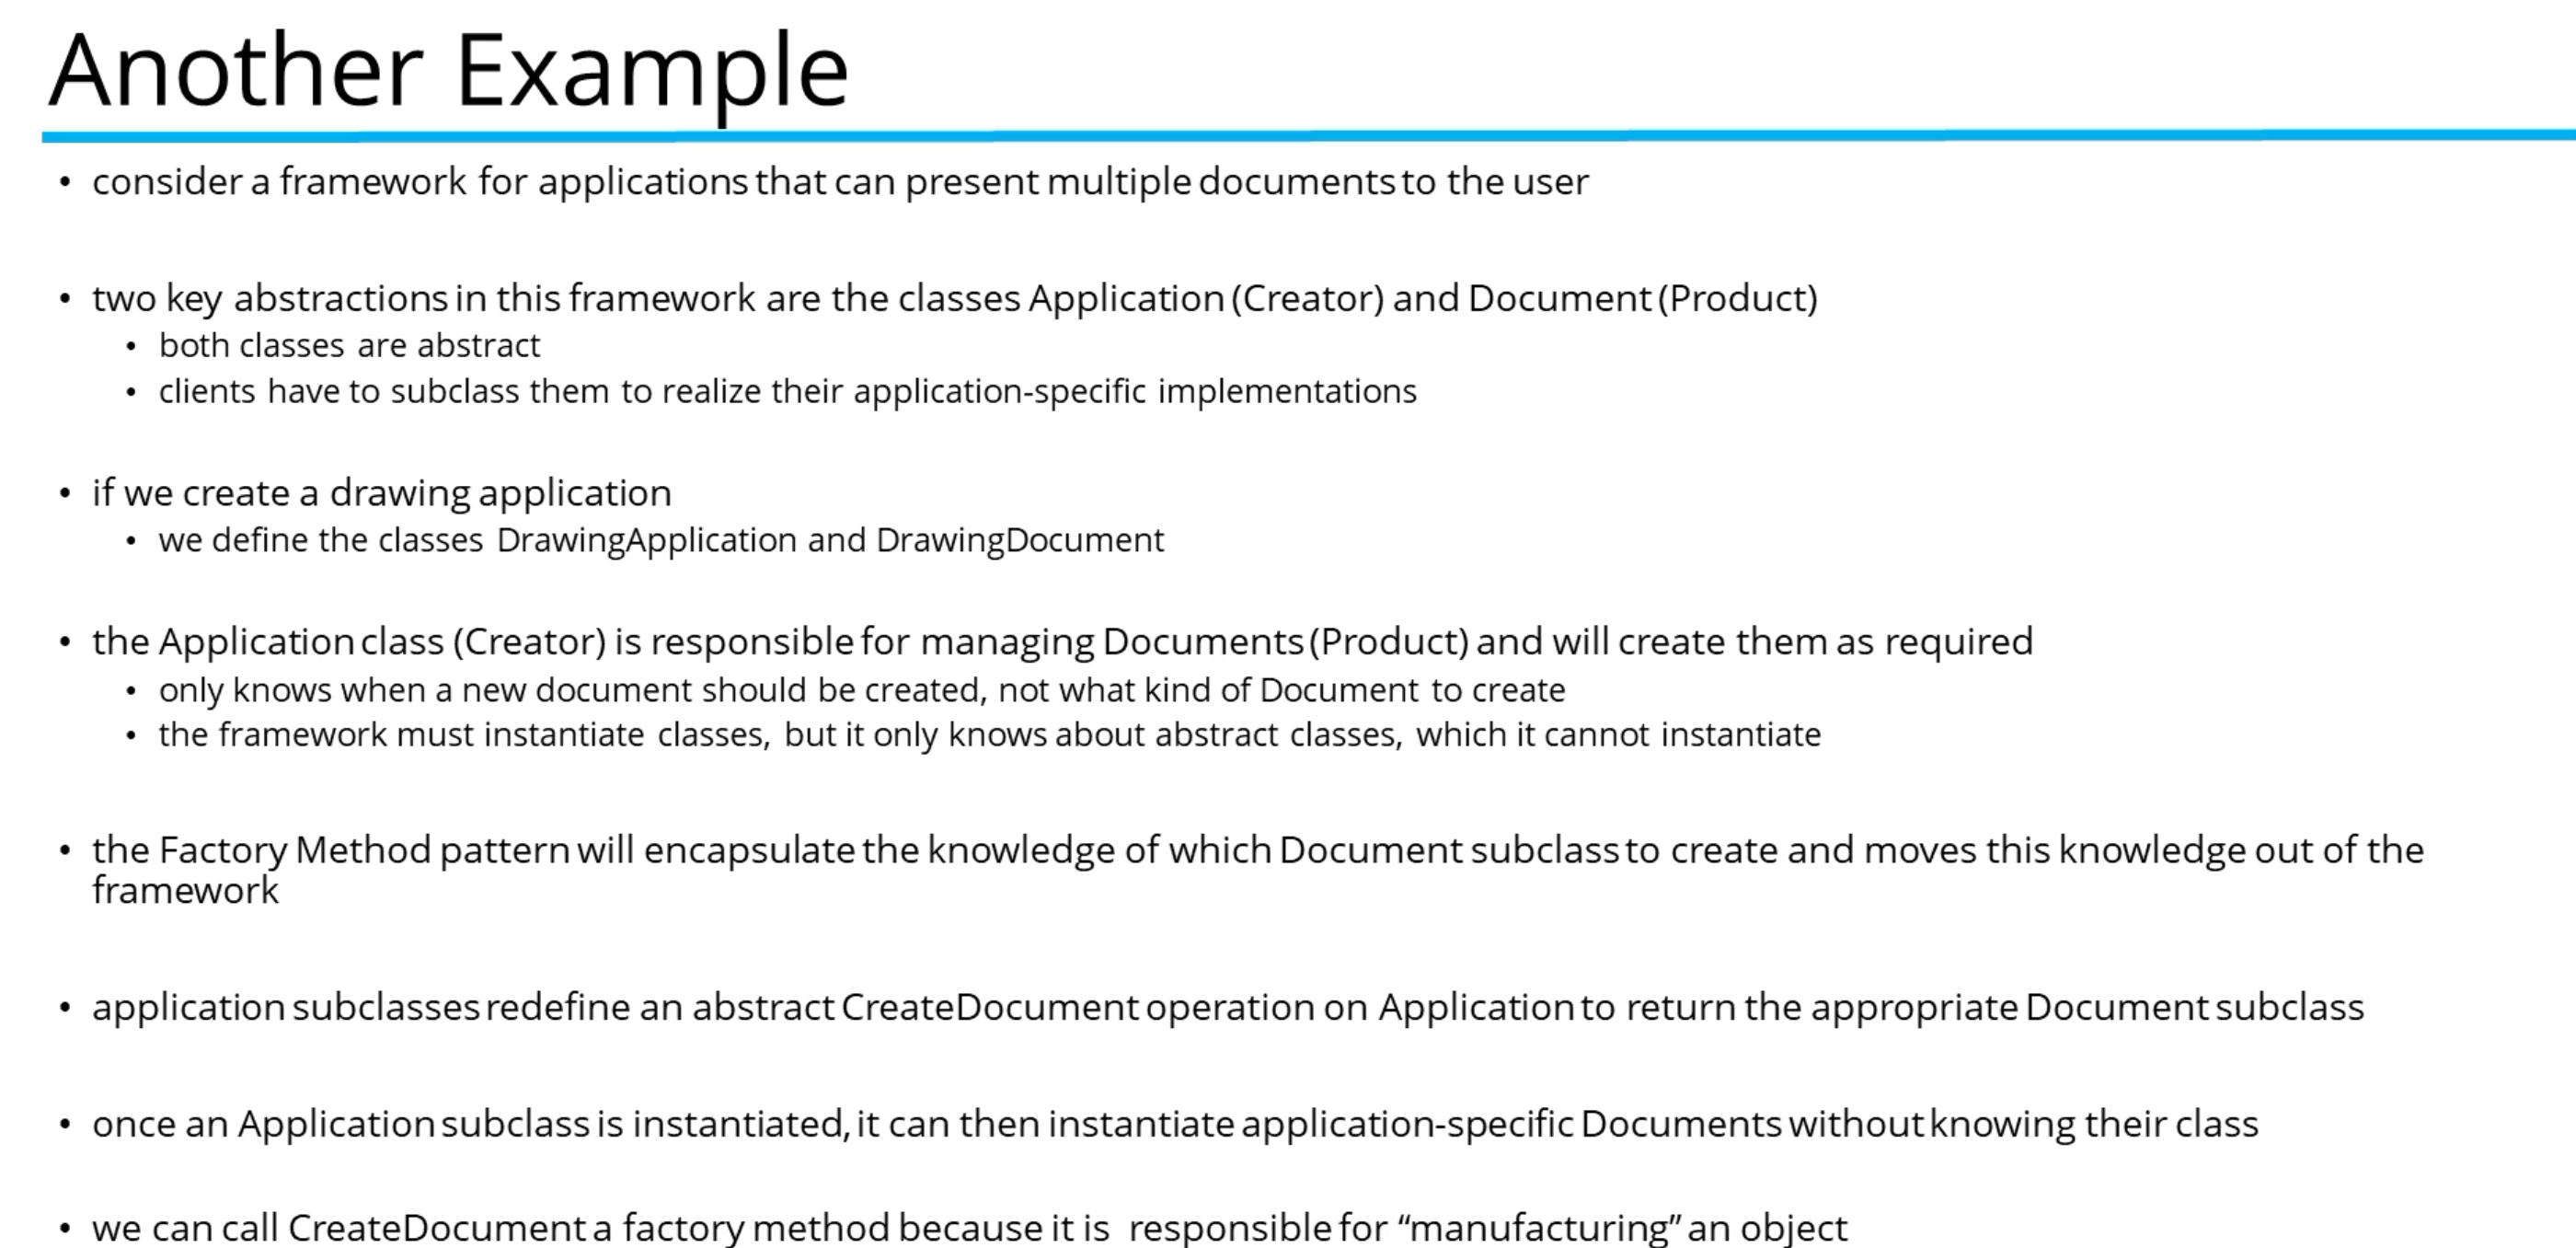 Another Example
• consider a framework for applications that can present multiple documents to the user
• two key abstractions in this framework are the classes Application (Creator) and Document (Product)
• both classes are abstract
• clients have to subclass them to realize their application-specific implementations
• if we create a drawing application
• we define the classes DrawingApplication and DrawingDocument
• the Application class (Creator) is responsible for managing Documents (Product) and will create them as required
• only knows when a new document should be created, not what kind of Document to create
• the framework must instantiate classes, but it only knows about abstract classes, which it cannot instantiate
• the Factory Method pattern will encapsulate the knowledge of which Document subclass to create and moves this knowledge out of the
framework
• application subclasses redefine an abstract CreateDocument operation on Application to return the appropriate Document subclass
• once an Application subclass is instantiated, it can then instantiate application-specific Documents without knowing their class
• we can call CreateDocument a factory method because it is responsible for “manufacturing” an object